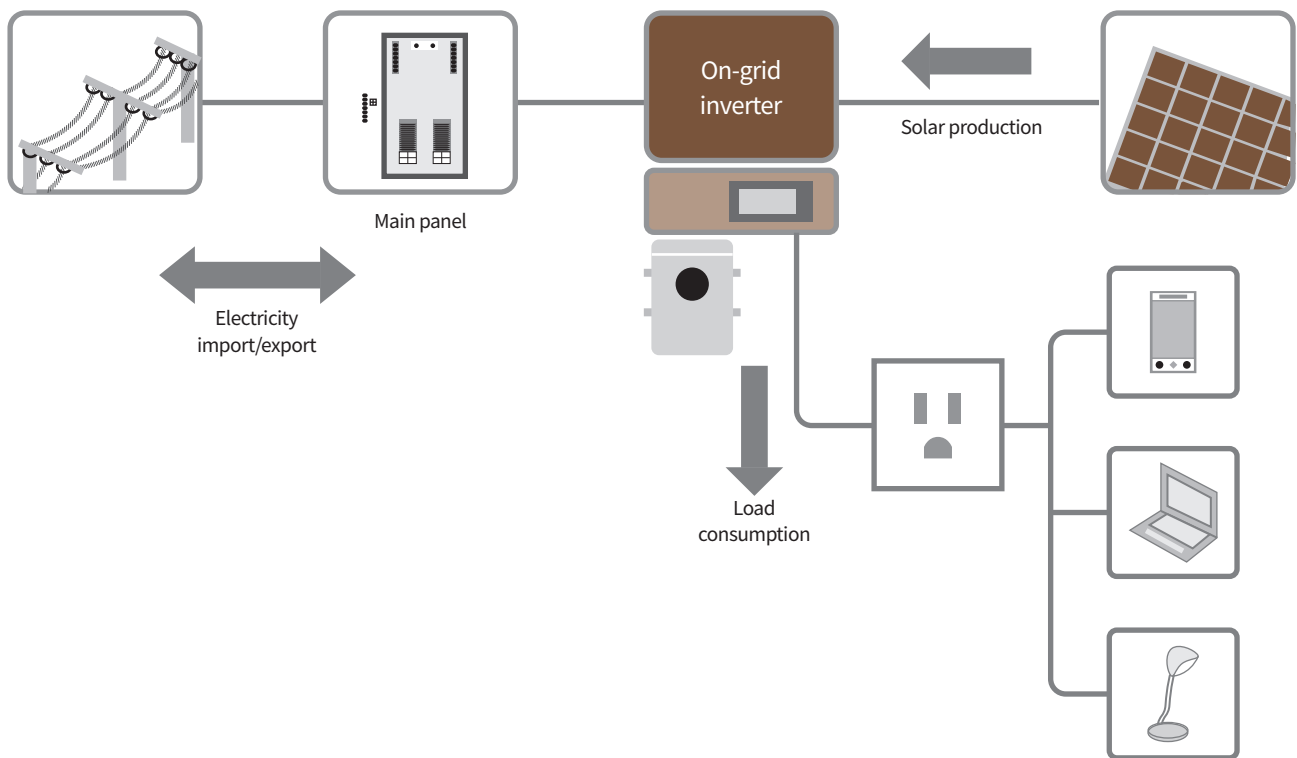 On-grid
inverter
Solar production
Main panel
Electricity
import/export
Load
consumption